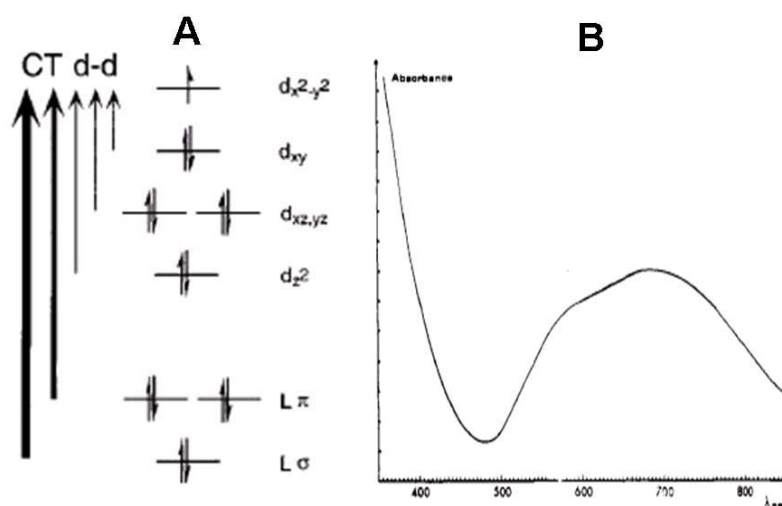 A
B
CT d-d
dx²-y²
dxy
dxz,yz
dz²
L π
L σ
Absorbance
400 500 600 700 800